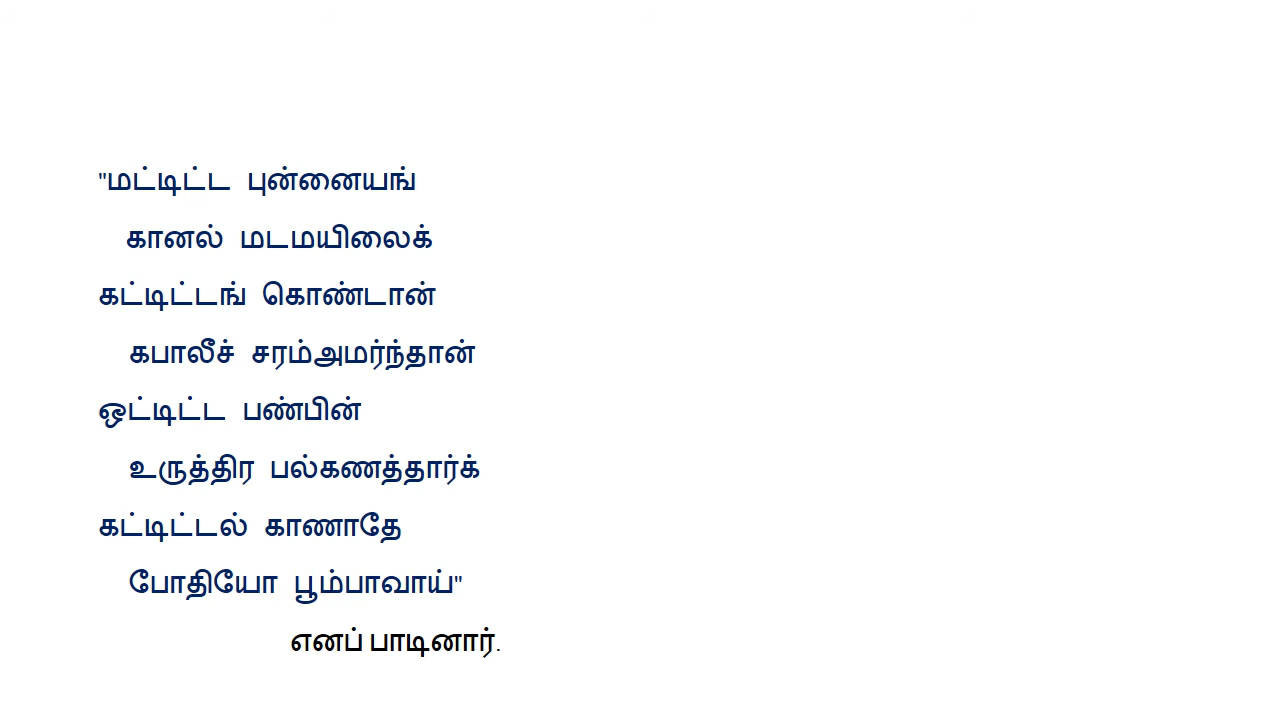 "மட்டிட்ட புன்னையங்
கானல் மடமயிலைக்
கட்டிட்டங் கொண்டான்
கபாலீச் சரம்அமர்ந்தான்
ஒட்டிட்ட பண்பின்
உருத்திர பல்கணத்தார்க்
கட்டிட்டல் காணாதே
போதியோ பூம்பாவாய்"
எனப் பாடினார்.